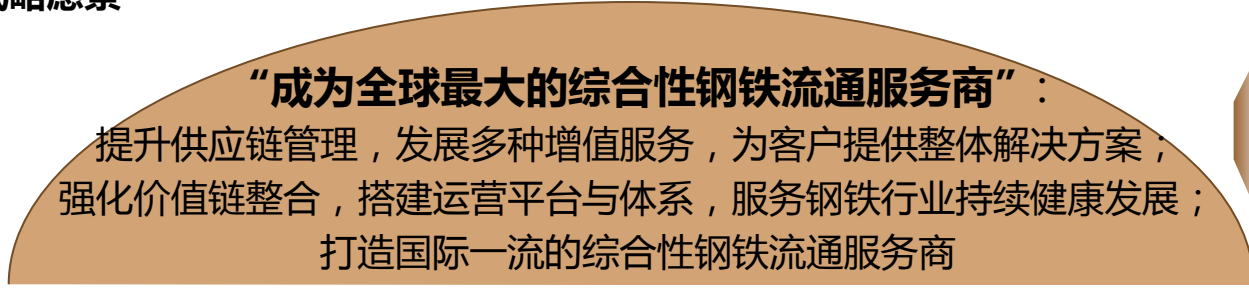 “成为全球最大的综合性钢铁流通服务商”：
提升供应链管理，发展多种增值服务，为客户提供整体解决方案；
强化价值链整合，搭建运营平台与体系，服务钢铁行业持续健康发展；
打造国际一流的综合性钢铁流通服务商